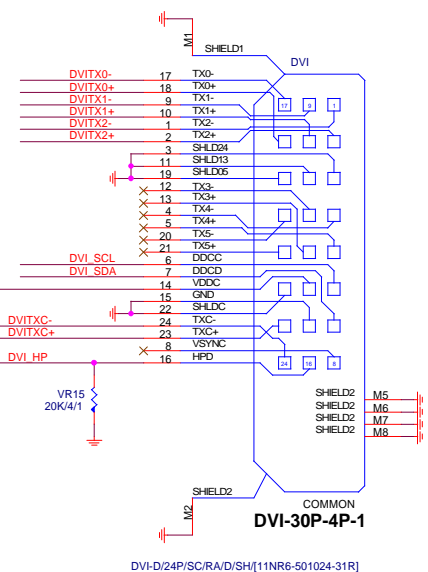 M1
SHIELD1
DVI
DVITX0- 17 TX0-
DVITX0+ 18 TX0+
DVITX1- 9 TX1-
DVITX1+ 10 TX1+
DVITX2- 1 TX2-
DVITX2+ 2 TX2+
3 SHLD24
11 SHLD13
19 SHLD05
12 TX3-
13 TX3+
4 TX4-
5 TX4+
20 TX5-
21 TX5+
DVI_SCL 6 DDCC
DVI_SDA 7 DDCD
14 VDDC
15 GND
22 SHLDC
DVITXC- 24 TXC-
DVITXC+ 23 TXC+
8 VSYNC
DVI_HP 16 HPD
17 9 1
24 16 8
VR15
20K/4/1
SHIELD2 M5
SHIELD2 M6
SHIELD2 M7
SHIELD2 M8
SHIELD2
M2
COMMON
DVI-30P-4P-1
DVI-D/24P/SC/RA/D/SH/[11NR6-501024-31R]